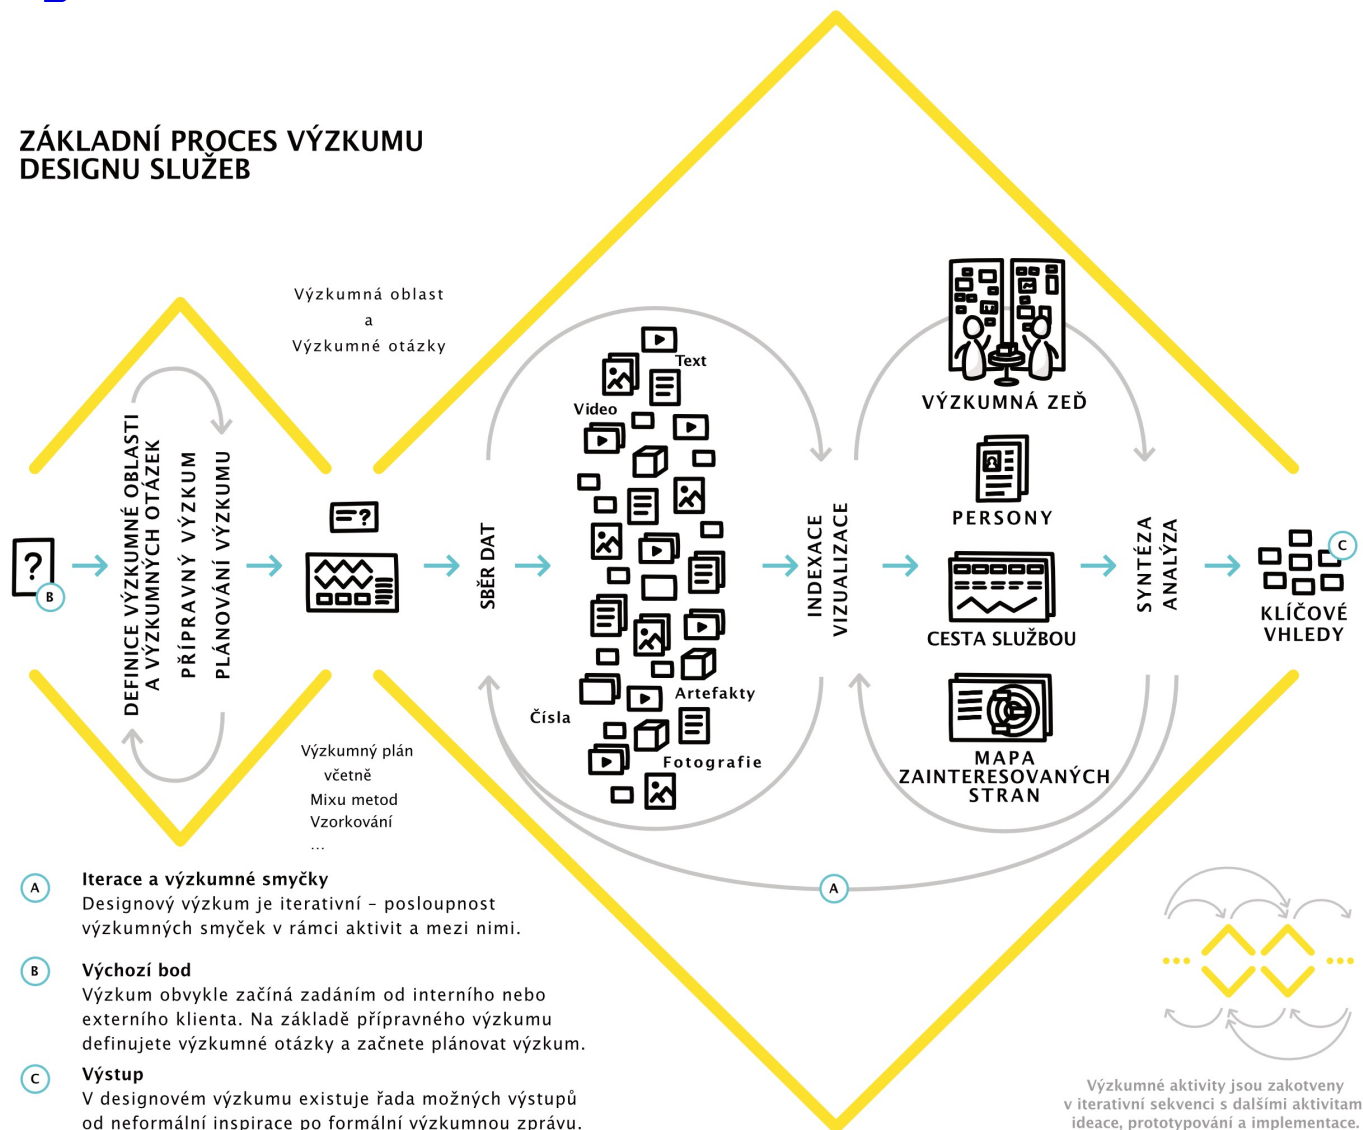 ZÁKLADNÍ PROCES VÝZKUMU
DESIGNU SLUŽEB
Výzkumná oblast
a
Výzkumné otázky
?
B
DEFINICE VÝZKUMNÉ OBLASTI
A VÝZKUMNÝCH OTÁZEK
PŘÍPRAVNÝ VÝZKUM
PLÁNOVÁNÍ VÝZKUMU
?
Výzkumný plán
včetně
Mixu metod
Vzorkování
...
SBĚR DAT
Text
Video
Artefakty
Čísla
Fotografie
INDEXACE
VIZUALIZACE
VÝZKUMNÁ ZEĎ
PERSONY
CESTA SLUŽBOU
MAPA
ZAINTERESOVANÝCH
STRAN
SYNTÉZA
ANALÝZA
C
KLÍČOVÉ
VHLEDY
A
A
Iterace a výzkumné smyčky
Designový výzkum je iterativní – posloupnost
výzkumných smyček v rámci aktivit a mezi nimi.
B
Výchozí bod
Výzkum obvykle začíná zadáním od interního nebo
externího klienta. Na základě přípravného výzkumu
definujete výzkumné otázky a začnete plánovat výzkum.
C
Výstup
V designovém výzkumu existuje řada možných výstupů
od neformální inspirace po formální výzkumnou zprávu.
Výzkumné aktivity jsou zakotveny
v iterativní sekvenci s dalšími aktivitam
ideace, prototypování a implementace.